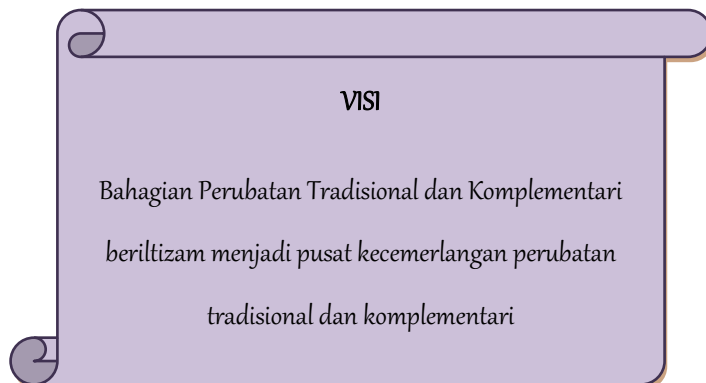 VISI
Bahagian Perubatan Tradisional dan Komplementari
beriltizam menjadi pusat kecemerlangan perubatan
tradisional dan komplementari